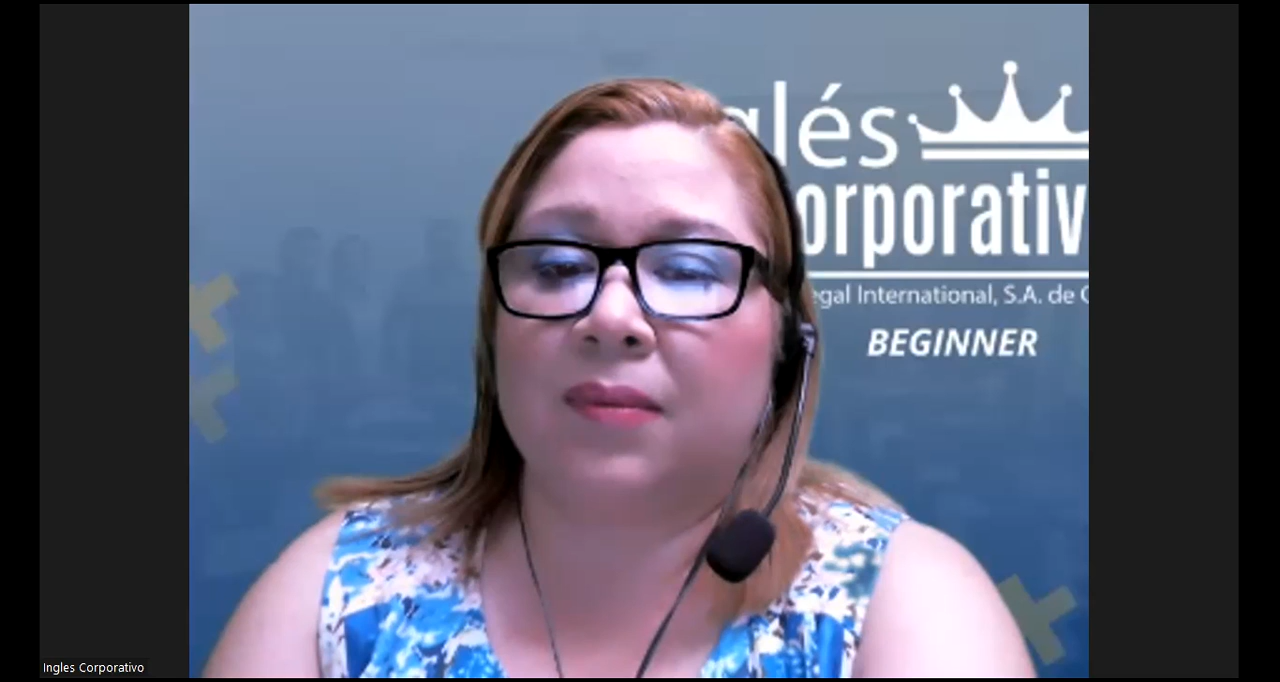 glés
orporativ
egal International, S.A. de C
BEGINNER
Ingles Corporativo